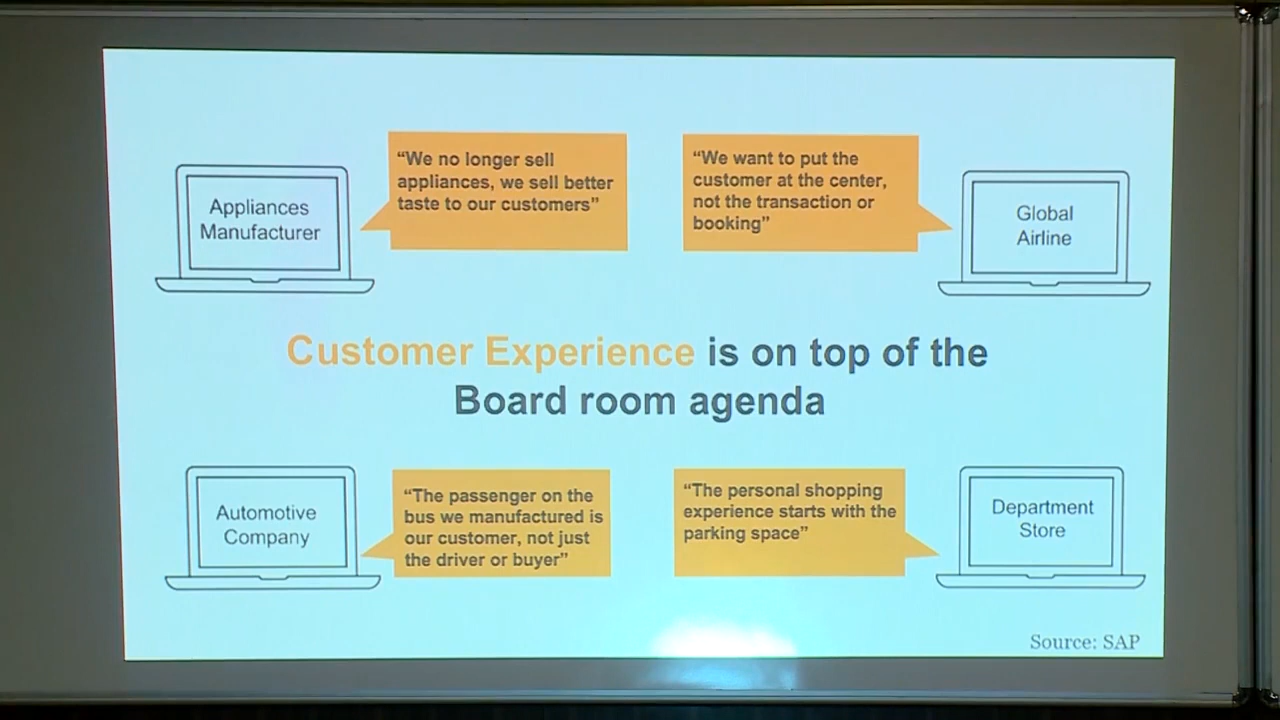 Appliances
Manufacturer
“We no longer sell
appliances, we sell better
taste to our customers”
“We want to put the
customer at the center,
not the transaction or
booking”
Global
Airline
Customer Experience is on top of the
Board room agenda
Automotive
Company
“The passenger on the
bus we manufactured is
our customer, not just
the driver or buyer”
“The personal shopping
experience starts with the
parking space”
Department
Store
Source: SAP